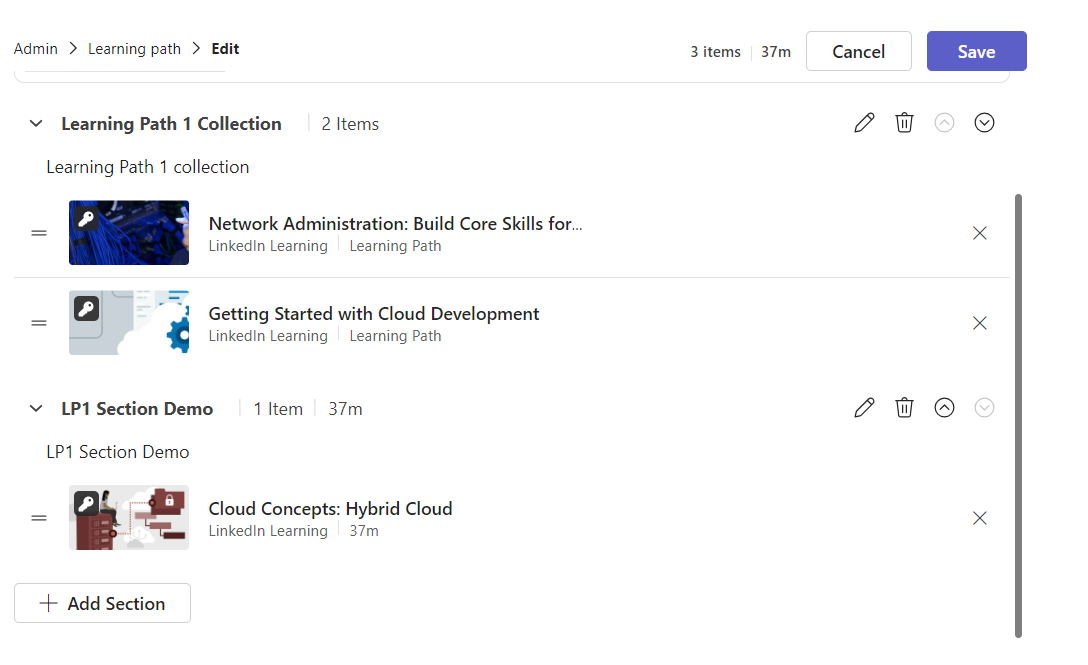 Admin > Learning path > Edit
3 items 37m Cancel Save
Learning Path 1 Collection 2 Items
Learning Path 1 collection
Network Administration: Build Core Skills for...
LinkedIn Learning Learning Path
Getting Started with Cloud Development
LinkedIn Learning Learning Path
LP1 Section Demo 1 Item 37m
LP1 Section Demo
Cloud Concepts: Hybrid Cloud
LinkedIn Learning 37m
Add Section